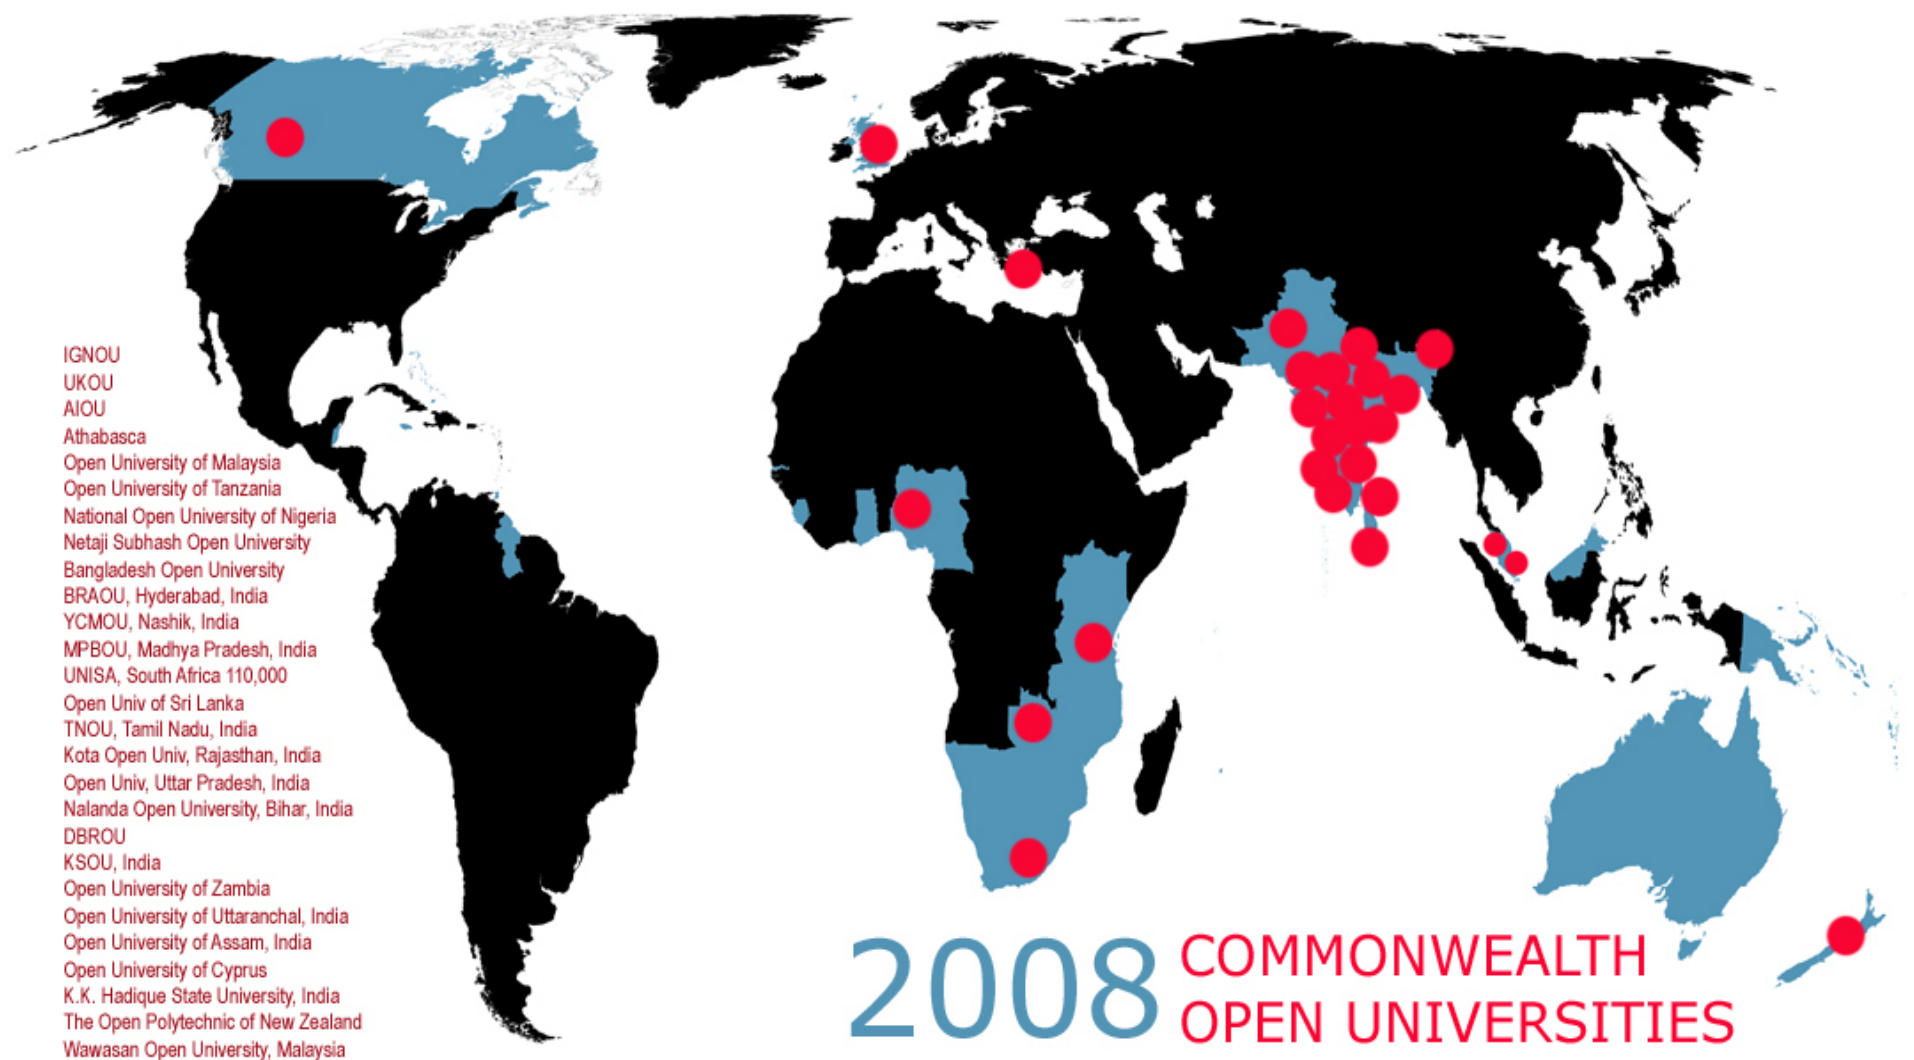 IGNOU
UKOU
AIOU
Athabasca
Open University of Malaysia
Open University of Tanzania
National Open University of Nigeria
Netaji Subhash Open University
Bangladesh Open University
BRAOU, Hyderabad, India
YCMOU, Nashik, India
MPBOU, Madhya Pradesh, India
UNISA, South Africa 110,000
Open Univ of Sri Lanka
TNOU, Tamil Nadu, India
Kota Open Univ, Rajasthan, India
Open Univ, Uttar Pradesh, India
Nalanda Open University, Bihar, India
DBROU
KSOU, India
Open University of Zambia
Open University of Uttaranchal, India
Open University of Assam, India
Open University of Cyprus
K.K. Hadique State University, India
The Open Polytechnic of New Zealand
Wawasan Open University, Malaysia
2008
COMMONWEALTH
OPEN UNIVERSITIES